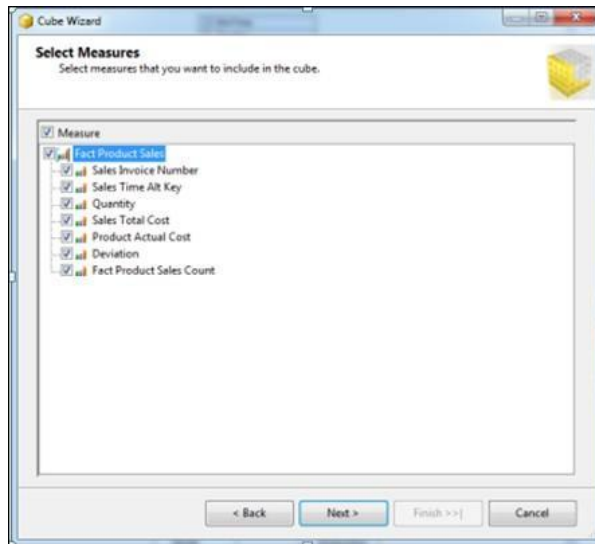 Cube Wizard
Select Measures
Select measures that you want to include in the cube.
Measure
Fact Product Sales
Sales Invoice Number
Sales Time Alt Key
Quantity
Sales Total Cost
Product Actual Cost
Deviation
Fact Product Sales Count
< Back Next > Finish >>| Cancel